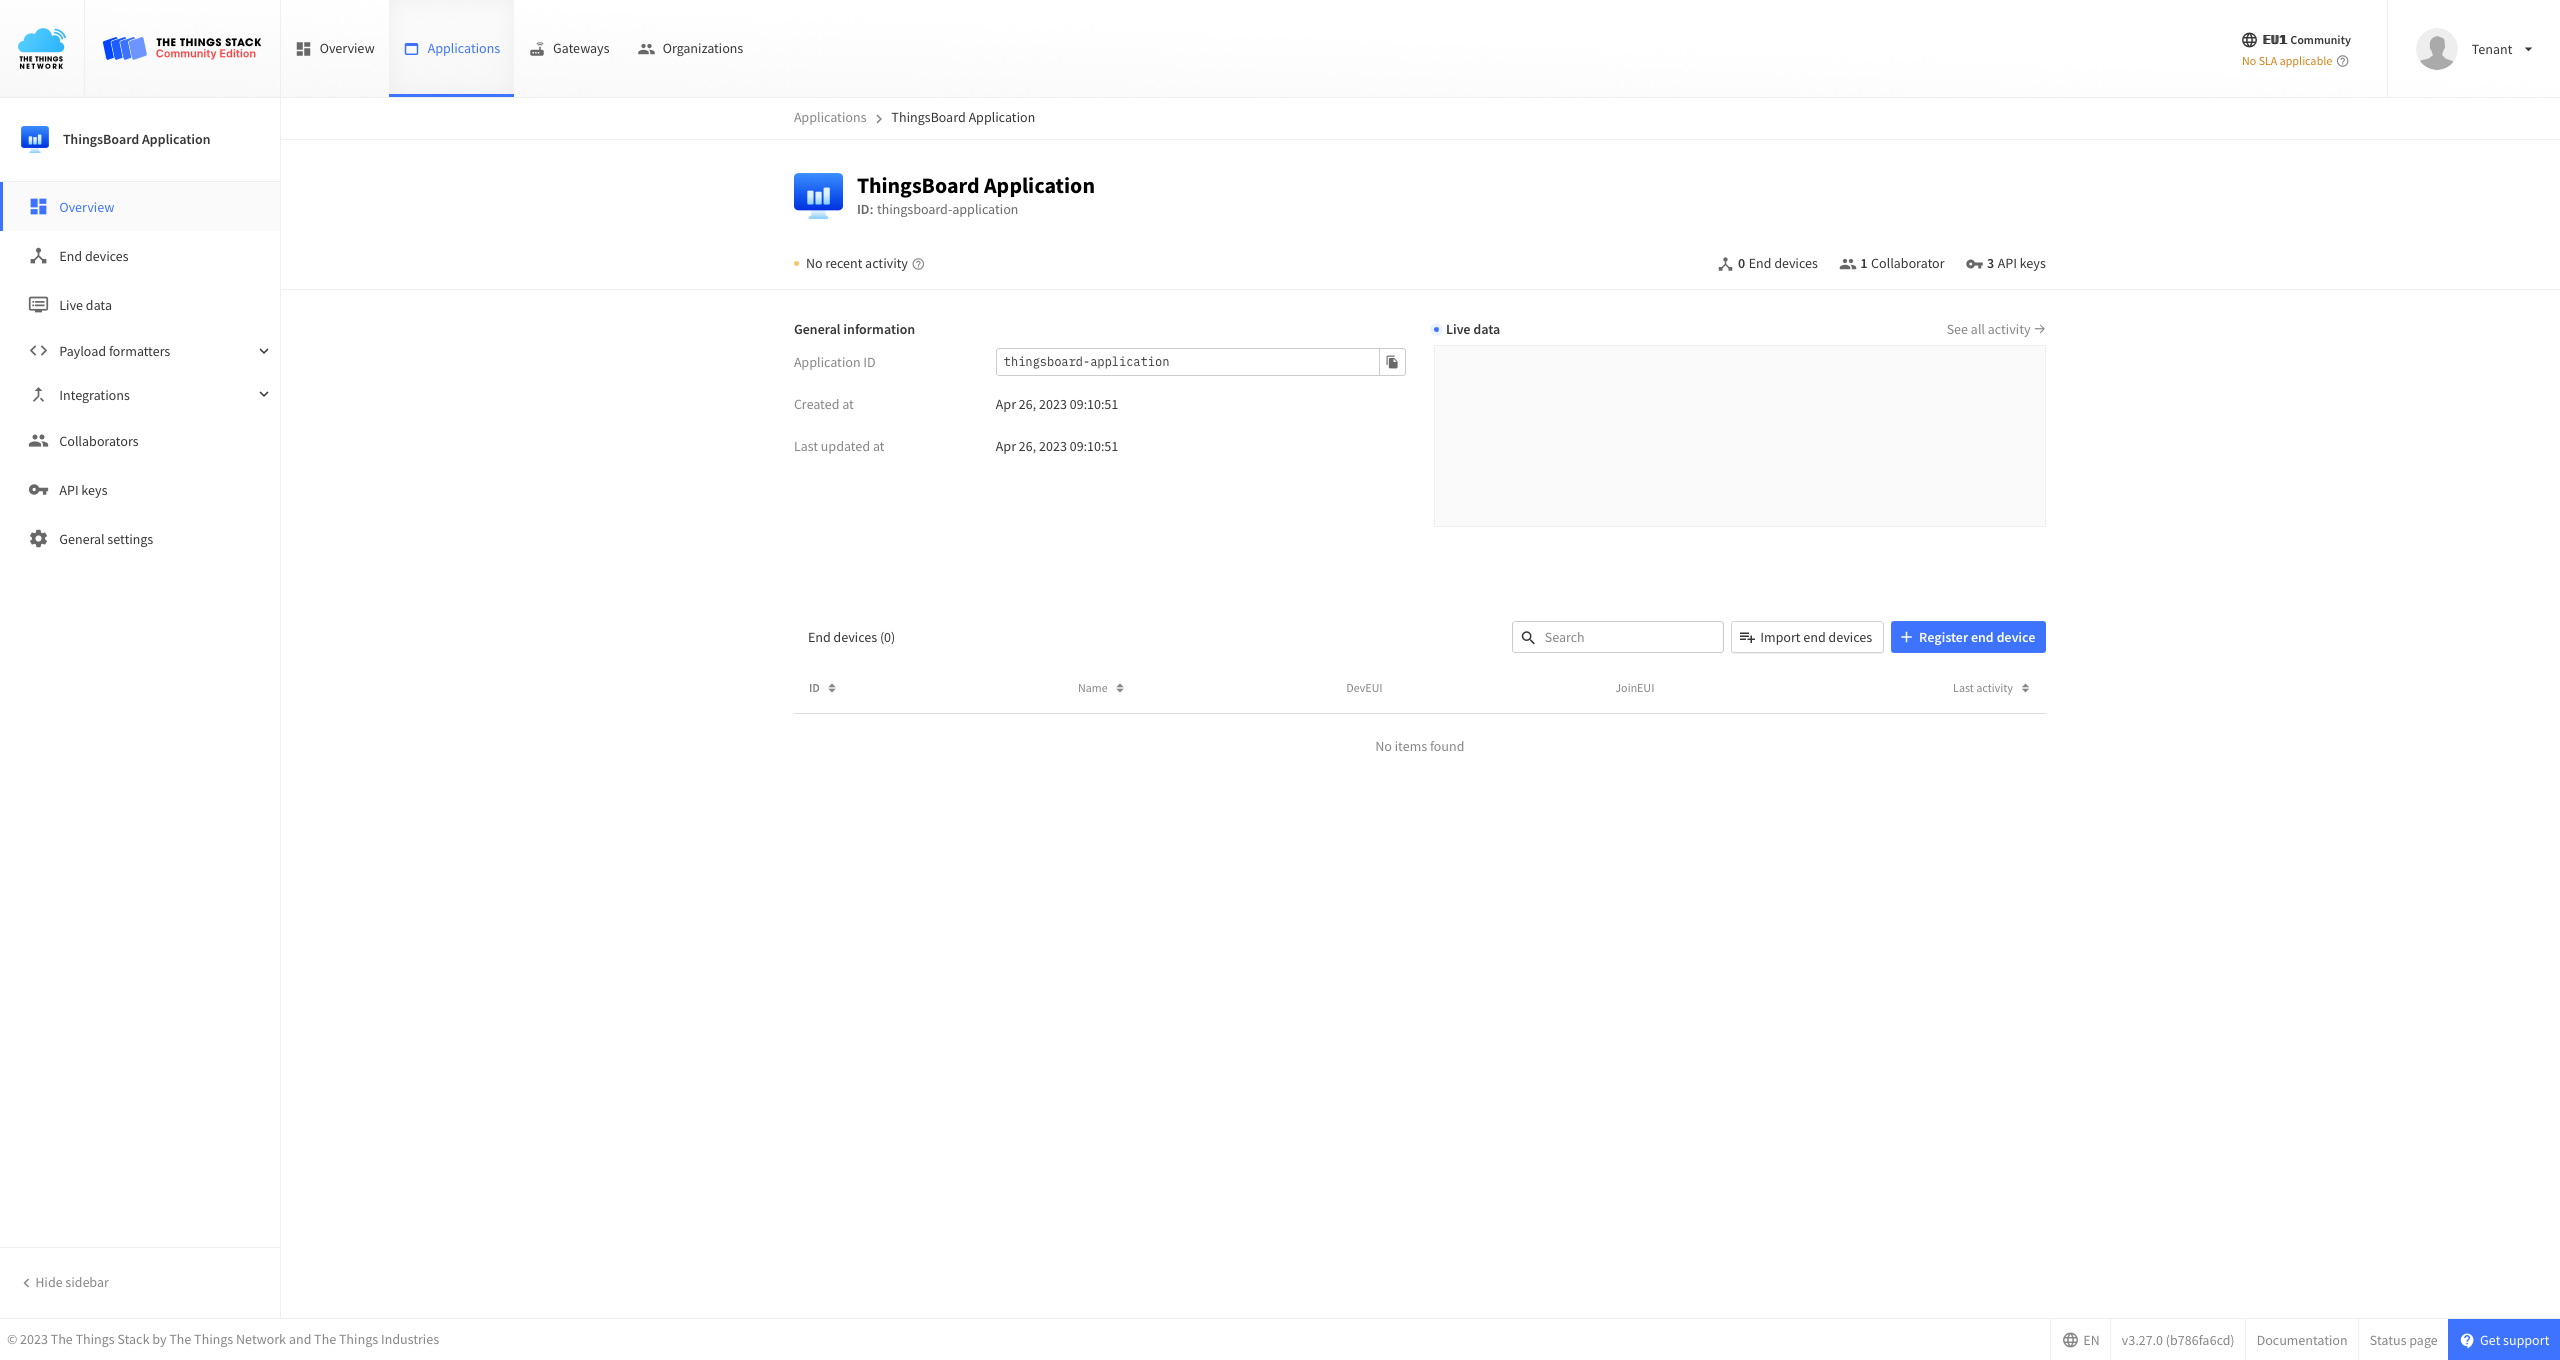 THE THINGS
NETWORK
THE THINGS STACK
Community Edition
Overview
Applications
Gateways
Organizations
EU1 Community
No SLA applicable
Tenant
ThingsBoard Application
Overview
End devices
Live data
Payload formatters
Integrations
Collaborators
API keys
General settings
Hide sidebar
Applications > ThingsBoard Application
ThingsBoard Application
ID: thingsboard-application
No recent activity
0 End devices
1 Collaborator
3 API keys
General information
Application ID thingsboard-application
Created at Apr 26, 2023 09:10:51
Last updated at Apr 26, 2023 09:10:51
Live data
See all activity →
End devices (0)
Search
Import end devices
+ Register end device
ID Name DevEUI JoinEUI Last activity
No items found
© 2023 The Things Stack by The Things Network and The Things Industries
EN
v3.27.0 (b786fa6cd)
Documentation
Status page
Get support